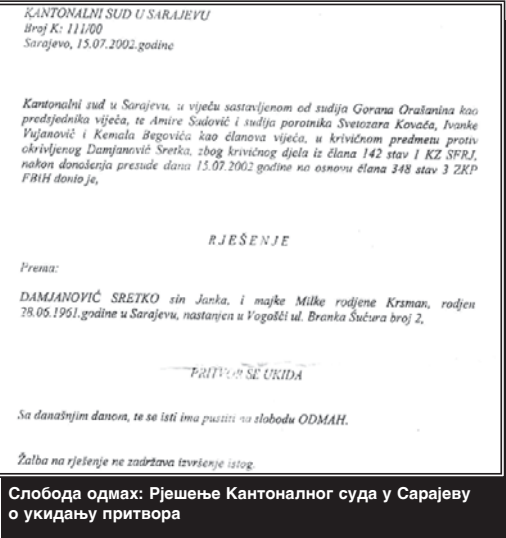 KANTONALNI SUD U SARAJEVU
Broj K: 111/00
Sarajevo, 15.07.2002.godine
Kantonalni sud u Sarajevu, u vijeću sastavljenom od sudija Gorana Orašanina kao
predsjednika vijeća, te Amire Sadović i sudija porotnika Svetozara Kovača, Ivanke
Vujanović i Kemala Begovića kao članova vijeća, u krivičnom predmetu protiv
okrivljenog Damjanović Sretka, zbog krivičnog djela iz člana 142 stav 1 KZ SFRJ,
nakon donošenja presude dana 15.07.2002 godine na osnovu člana 348 stav 3 ZKP
FBIH donio je,
RJEŠENJE
Prema:
DAMJANOVIĆ SRETKO sin Janka, i majke Milke rodjene Krsman, rodjen
28.06.1961.godine u Sarajevu, nastanjen u Vogošći ul. Branka Šućura broj 2,
PRITVOR SE UKIDA
Sa današnjim danom, te se isti ima pustiti na slobodu ODMAH.
Žalba na rješenje ne zadržava izvršenje istog.
Слобода одмах: Рјешење Кантоналног суда у Сарајеву
о укидању притвора